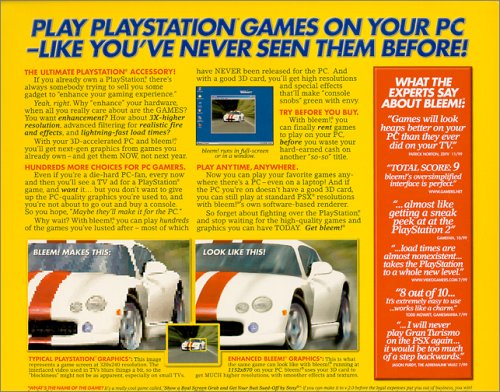 PLAY PLAYSTATION® GAMES ON YOUR PC
–LIKE YOU'VE NEVER SEEN THEM BEFORE!
THE ULTIMATE PLAYSTATION® ACCESSORY!
If you already own a PlayStation® there's
always somebody trying to sell you some
gadget to "enhance your gaming experience."
Yeah, right. Why "enhance" your hardware,
when all you really care about are the GAMES?
You want enhancement? How about 3X-higher
resolution, advanced filtering for realistic fire
and effects, and lightning-fast load times?
With your 3D-accelerated PC and bleem!
you'll get next-gen graphics from games you
already own – and get them NOW, not next year.
HUNDREDS MORE CHOICES FOR PC GAMERS.
Even if you're a die-hard PC-fan, every now
and then you'll see a TV ad for a PlayStation®
game, and want it... but you don't want to give
up the PC-quality graphics you're used to, and
you're not about to go out and buy a console.
So you hope, "Maybe they'll make it for the PC."
Why wait? With bleem!® you can play hundreds
of the games you've lusted after – most of which
have NEVER been released for the PC. And
with a good 3D card, you'll get high resolutions
and special effects
that'll make "console
snobs" green with envy.
TRY BEFORE YOU BUY.
With bleem!® you
can finally rent games
to play on your PC,
before you waste your
hard-earned cash on
another "so-so" title.
bleem! runs in full-screen
or in a window.
PLAY ANYTIME, ANYWHERE.
Now you can play your favorite games any-
where there's a PC – even on a laptop! And if
the PC you're on doesn't have a good 3D card,
you can still play at standard PSX® resolutions
with bleem!®'s own software-based renderer.
So forget about fighting over the PlayStation®
and stop waiting for the high-quality games and
graphics you can have TODAY. Get bleem!®
WHAT THE
EXPERTS SAY
ABOUT BLEEM!:
"Games will look
heaps better on your
PC than they ever
did on your TV."
PATRICK NORTON, ZDTV 11/99
"TOTAL SCORE: 9
bleem!'s oversimplified
interface is perfect."
WWW.GAMERS.NET
"...almost like
getting a sneak
peek at the
PlayStation 2"
GAMEFAN, 10/99
"...load times are
almost nonexistent...
takes the PlayStation
to a whole new level."
WWW.VIDEOGAMERS.COM 7/99
"8 out of 10...
It's extremely easy to use
...works like a charm."
7/99
"...I will never
play Gran Turismo
on the PSX again...
it would be too much
of a step backwards."
7/99
BLEEM! MAKES THIS:
LOOK LIKE THIS!
TYPICAL PLAYSTATION® GRAPHICS*: This image
represents a game screen at 320x240 resolution. The
interlaced video used in TVs blurs things a bit, so the
"blockiness" might not be as apparent, especially on small TVs.
ENHANCED BLEEM!® GRAPHICS*: This is what
the same game can look like with bleem!® running at
1152x870 on your PC. bleem!® uses your 3D card to
get MUCH higher resolutions, with smoother effects and textures.